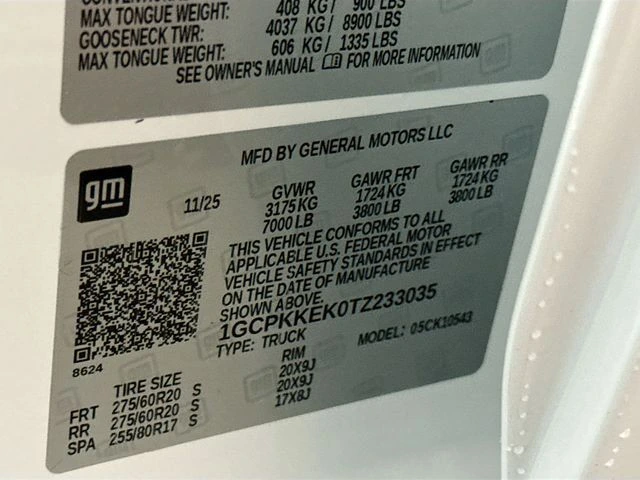 MAX TONGUE WEIGHT: 408 KG / 900 LBS
GOOSENECK TWR: 4037 KG / 8900 LBS
MAX TONGUE WEIGHT: 606 KG / 1335 LBS
SEE OWNER'S MANUAL FOR MORE INFORMATION
gm
MFD BY GENERAL MOTORS LLC
11/25
GVWR GAWR FRT GAWR RR
3175 KG 1724 KG 1724 KG
7000 LB 3800 LB 3800 LB
THIS VEHICLE CONFORMS TO ALL
APPLICABLE U.S. FEDERAL MOTOR
VEHICLE SAFETY STANDARDS IN EFFECT
ON THE DATE OF MANUFACTURE
SHOWN ABOVE.
1GCPKKEK0TZ233035
TYPE: TRUCK MODEL: 05CK10543
8624
TIRE SIZE RIM
FRT 275/60R20 S 20X9J
RR 275/60R20 S 20X9J
SPA 255/80R17 S 17X8J